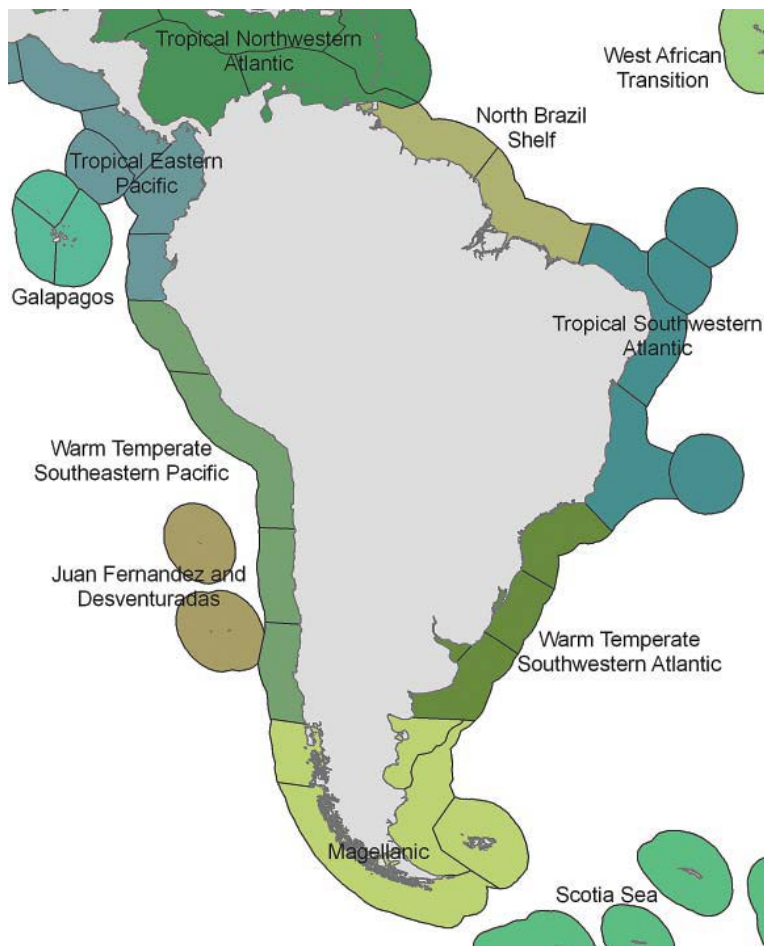 Tropical Northwestern
Atlantic
West African
Transition
North Brazil
Shelf
Tropical Eastern
Pacific
Galapagos
Tropical Southwestern
Atlantic
Warm Temperate
Southeastern Pacific
Juan Fernandez and
Desventuradas
Warm Temperate
Southwestern Atlantic
Magellanic
Scotia Sea